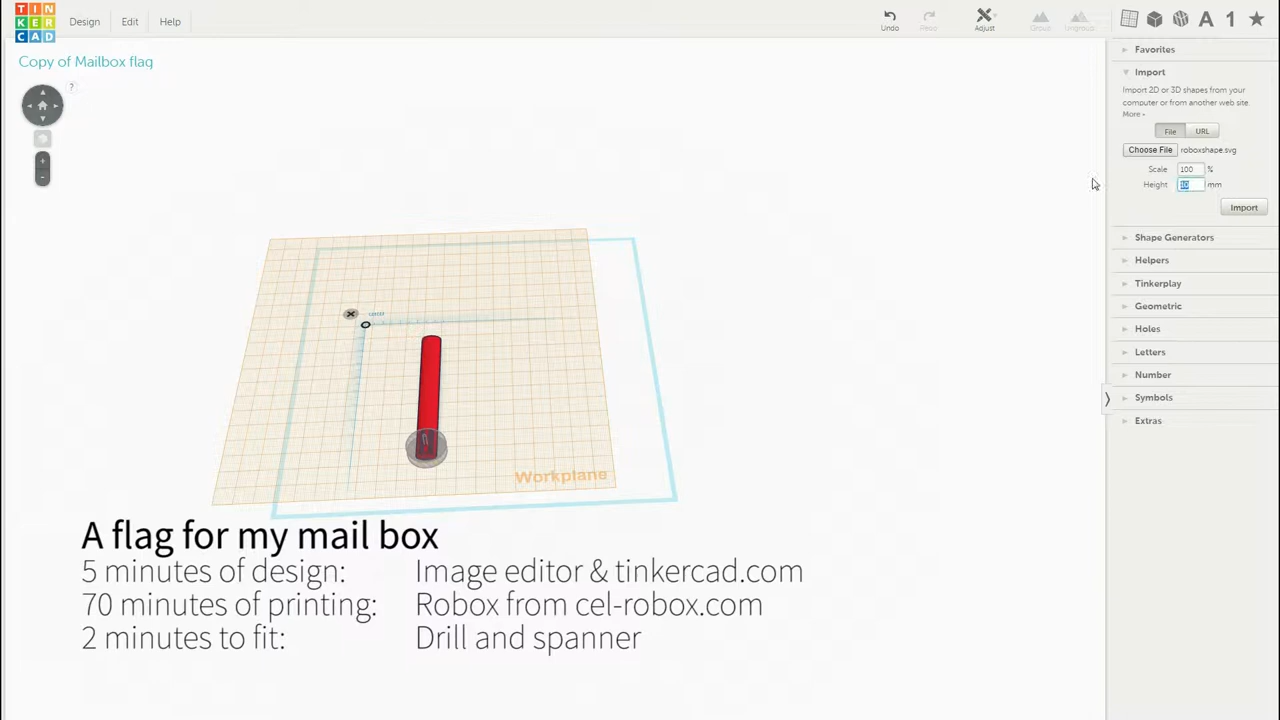 TIN
KER
CAD
Design
Edit
Help
Undo
Redo
Adjust
Group
Ungroup
A
1
Copy of Mailbox flag
?
Favorites
Import
Import 2D or 3D shapes from your
computer or from another web site.
More
File
URL
Choose File
roboxshape.svg
Scale
100
%
Height
mm
Import
Shape Generators
Helpers
Tinkerplay
Geometric
Holes
Letters
Number
Symbols
Extras
Workplane
A flag for my mail box
5 minutes of design: Image editor & tinkercad.com
70 minutes of printing: Robox from cel-robox.com
2 minutes to fit: Drill and spanner